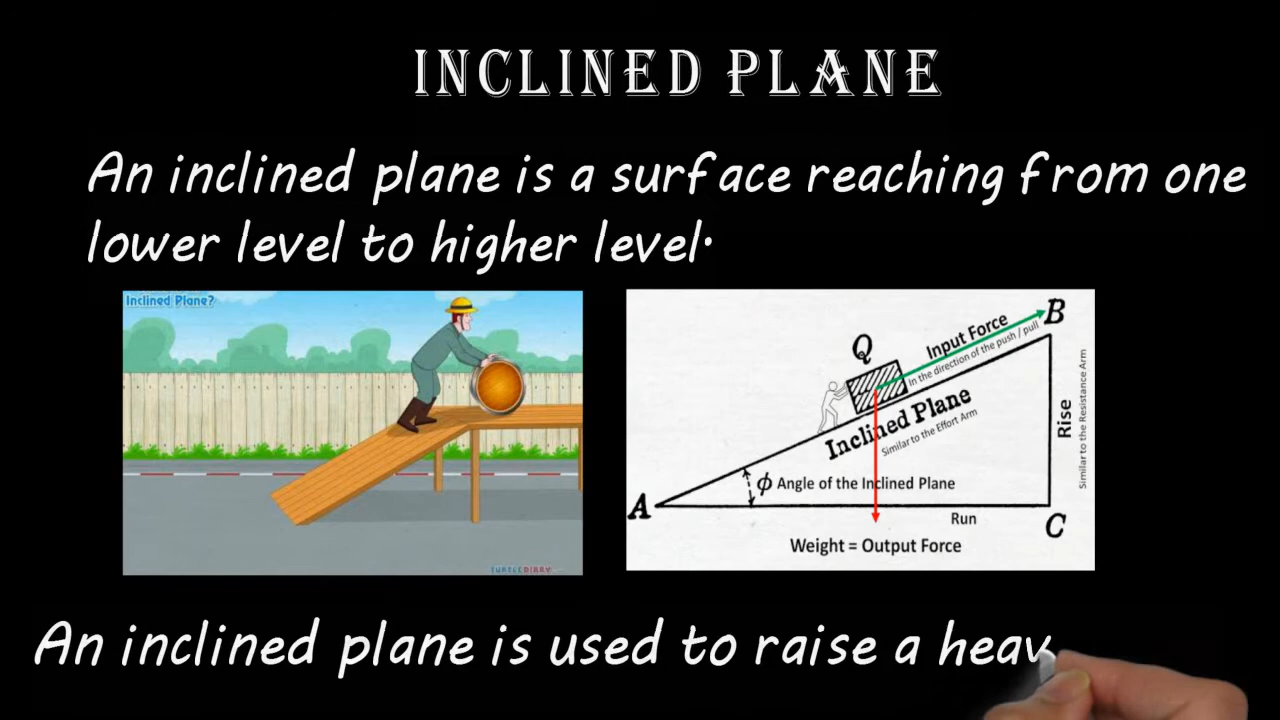 INCLINED PLANE
An inclined plane is a surface reaching from one
lower level to higher level.
Inclined Plane?
TURTLEDIARY
B
Q
Input Force
In the direction of the push / pull
Inclined Plane
Similar to the Effort Arm
Rise
Similar to the Resistance Arm
ϕ Angle of the Inclined Plane
A
Run
C
Weight = Output Force
An inclined plane is used to raise a heav